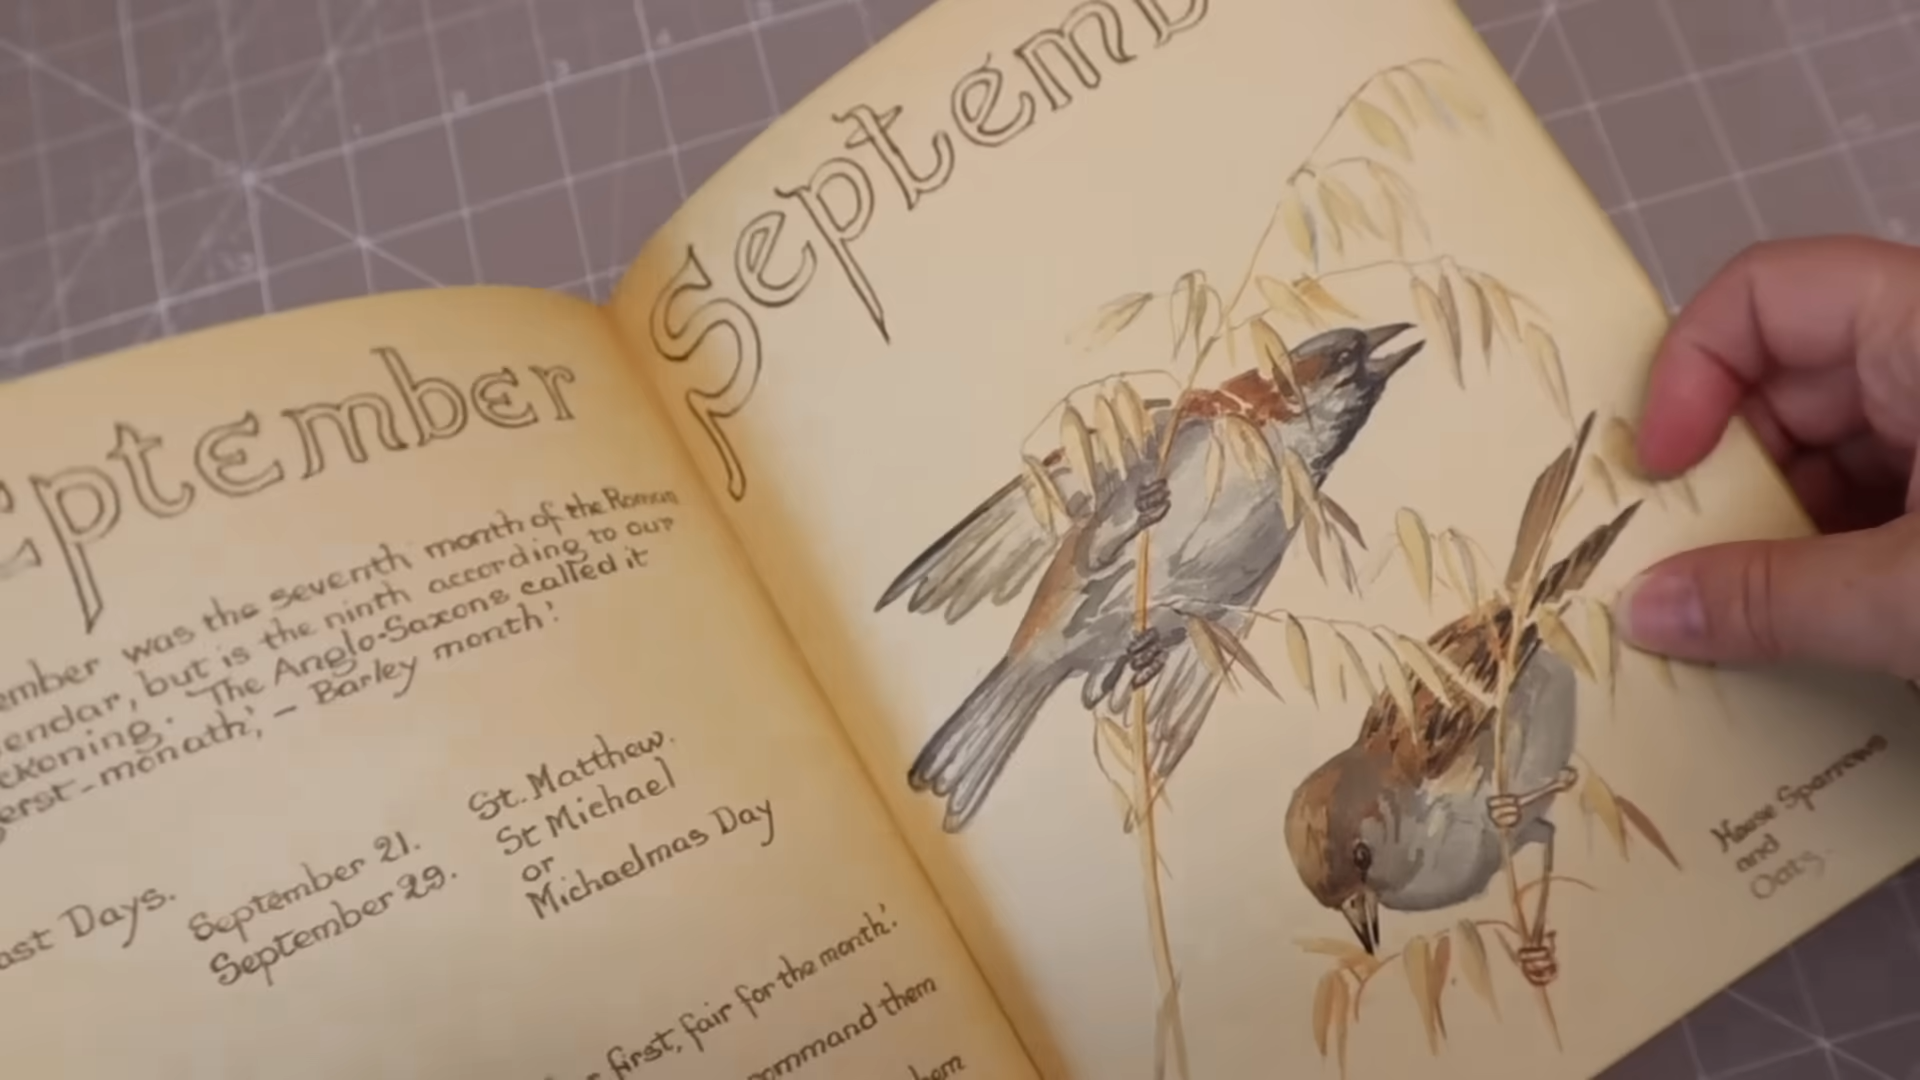 eptember
ember was the seventh month of the Roman
endar, but is the ninth according to our
ckoning. The Anglo-Saxons called it
erst-monath', – Barley month'.
ast Days.
September 21. St. Matthew.
September 29. St Michael
or
Michaelmas Day
first, fair for the month'.
command them
hem
Septemb
House Sparrows
and
Oats.